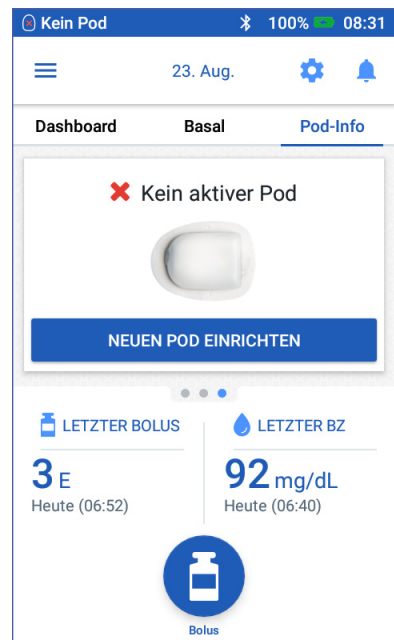 Kein Pod 100% 08:31
23. Aug.
Dashboard Basal Pod-Info
Kein aktiver Pod
NEUEN POD EINRICHTEN
LETZTER BOLUS LETZTER BZ
3 E 92 mg/dL
Heute (06:52) Heute (06:40)
Bolus